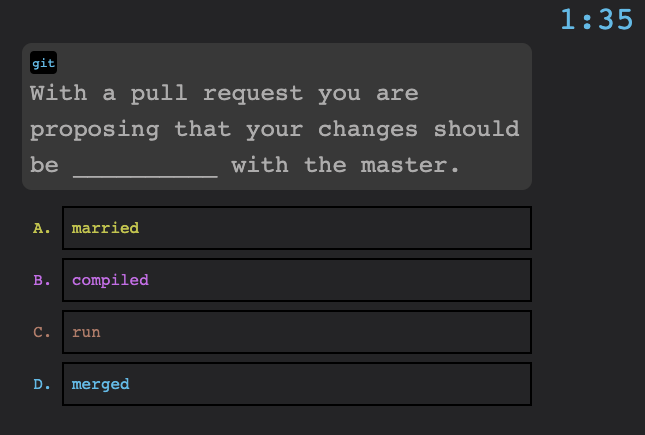 1:35
git
With a pull request you are
proposing that your changes should
be __________ with the master.
A. married
B. compiled
C. run
D. merged